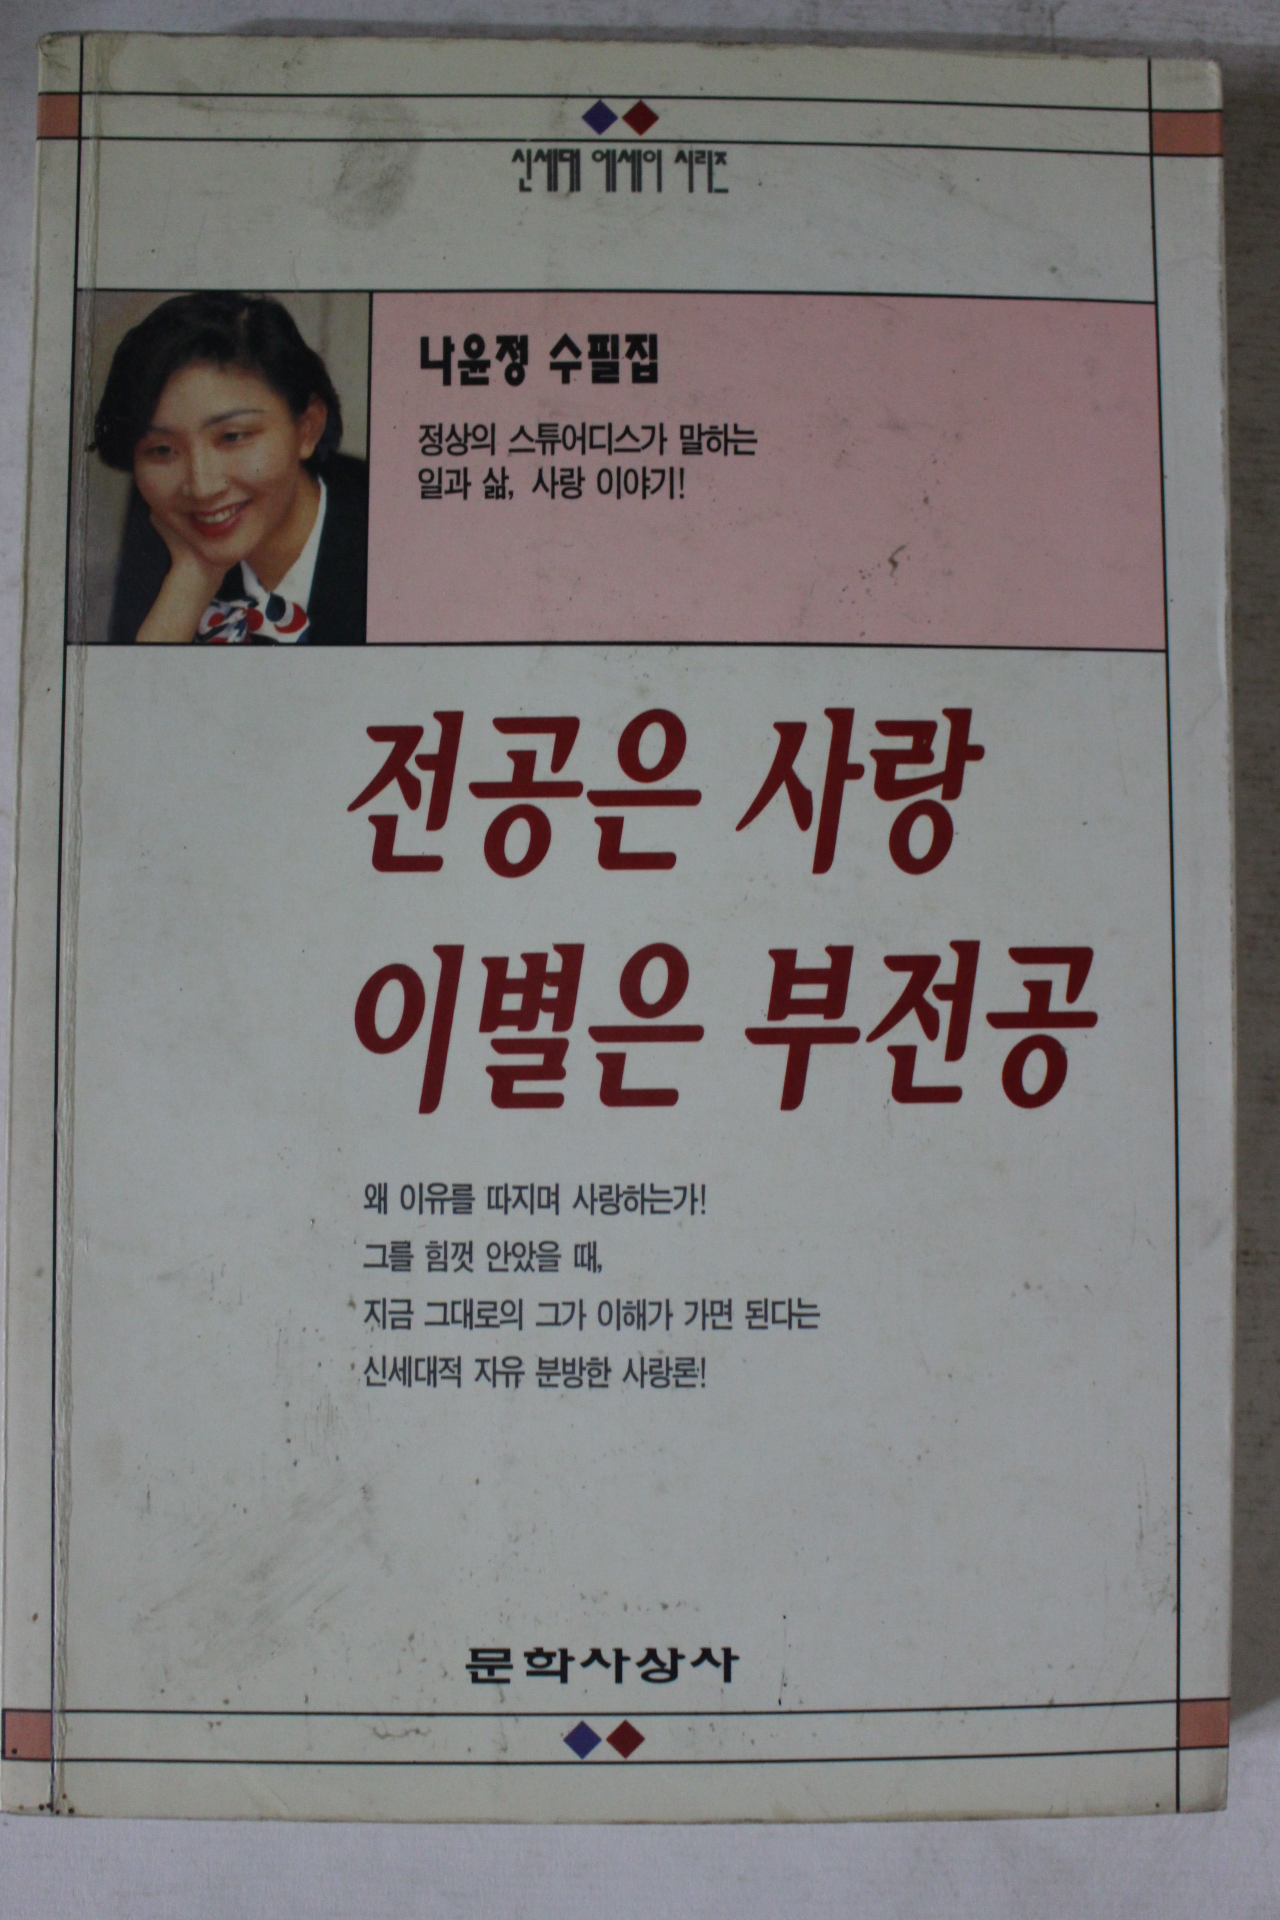 신세대 에세이 시리즈
나윤정 수필집
정상의 스튜어디스가 말하는
일과 삶, 사랑 이야기!
전공은 사랑
이별은 부전공
왜 이유를 따지며 사랑하는가!
그를 힘껏 안았을 때,
지금 그대로의 그가 이해가 가면 된다는
신세대적 자유 분방한 사랑론!
문학사상사